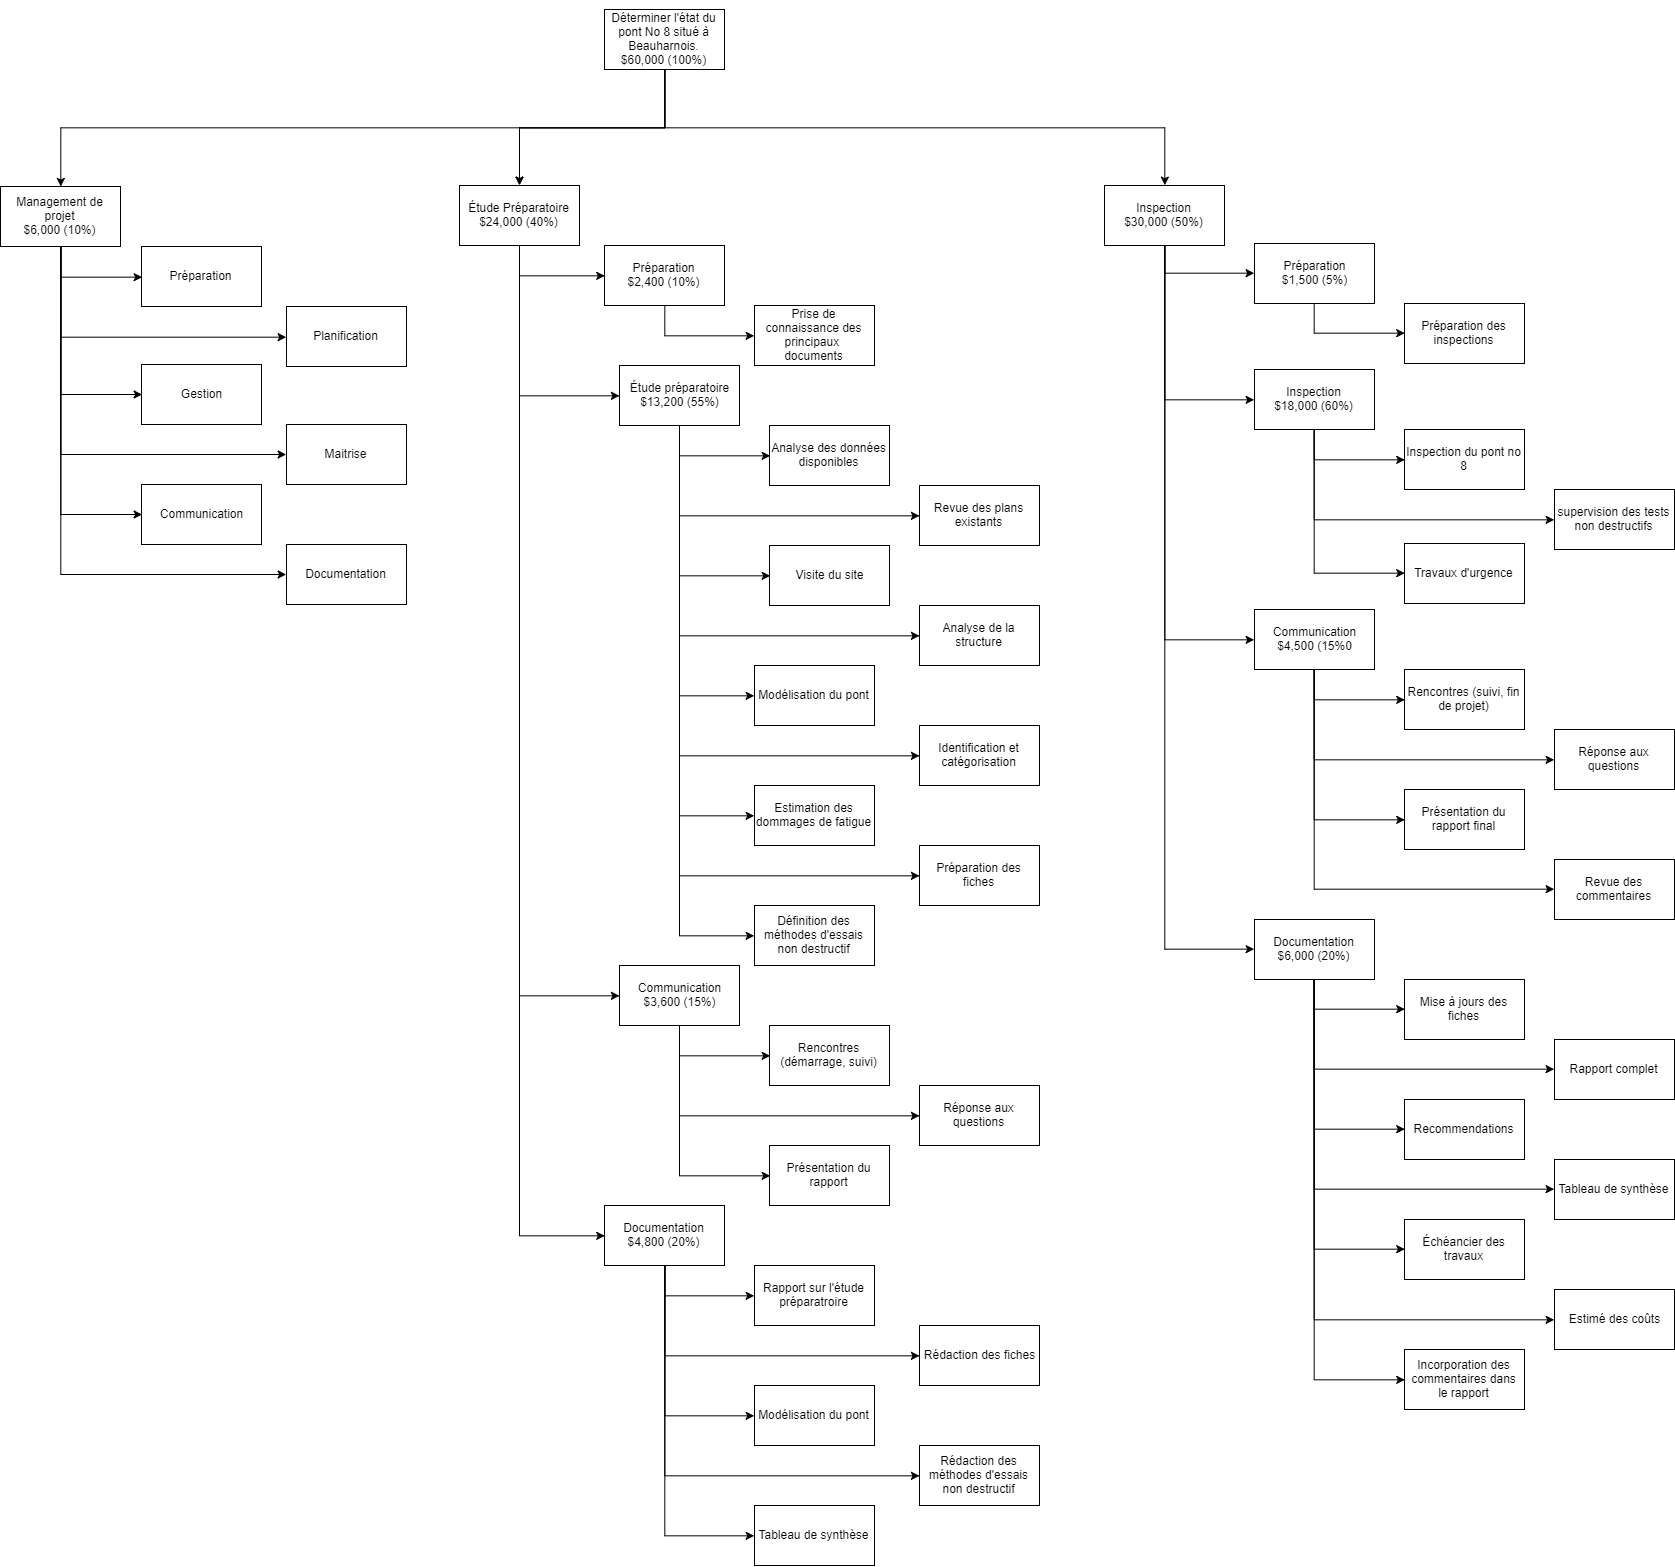 Déterminer l'état du
pont No 8 situé à
Beauharnois.
$60,000 (100%)
Management de
projet
$6,000 (10%)
Préparation
Planification
Gestion
Maitrise
Communication
Documentation
Étude Préparatoire
$24,000 (40%)
Préparation
$2,400 (10%)
Prise de
connaissance des
principaux
documents
Étude préparatoire
$13,200 (55%)
Analyse des données
disponibles
Revue des plans
existants
Visite du site
Analyse de la
structure
Modélisation du pont
Identification et
catégorisation
Estimation des
dommages de fatigue
Préparation des
fiches
Définition des
méthodes d'essais
non destructif
Communication
$3,600 (15%)
Rencontres
(démarrage, suivi)
Réponse aux
questions
Présentation du
rapport
Documentation
$4,800 (20%)
Rapport sur l'étude
préparatroire
Rédaction des fiches
Modélisation du pont
Rédaction des
méthodes d'essais
non destructif
Tableau de synthèse
Inspection
$30,000 (50%)
Préparation
$1,500 (5%)
Préparation des
inspections
Inspection
$18,000 (60%)
Inspection du pont no
8
supervision des tests
non destructifs
Travaux d'urgence
Communication
$4,500 (15%0
Rencontres (suivi, fin
de projet)
Réponse aux
questions
Présentation du
rapport final
Revue des
commentaires
Documentation
$6,000 (20%)
Mise à jours des
fiches
Rapport complet
Recommendations
Tableau de synthèse
Échéancier des
travaux
Estimé des coûts
Incorporation des
commentaires dans
le rapport